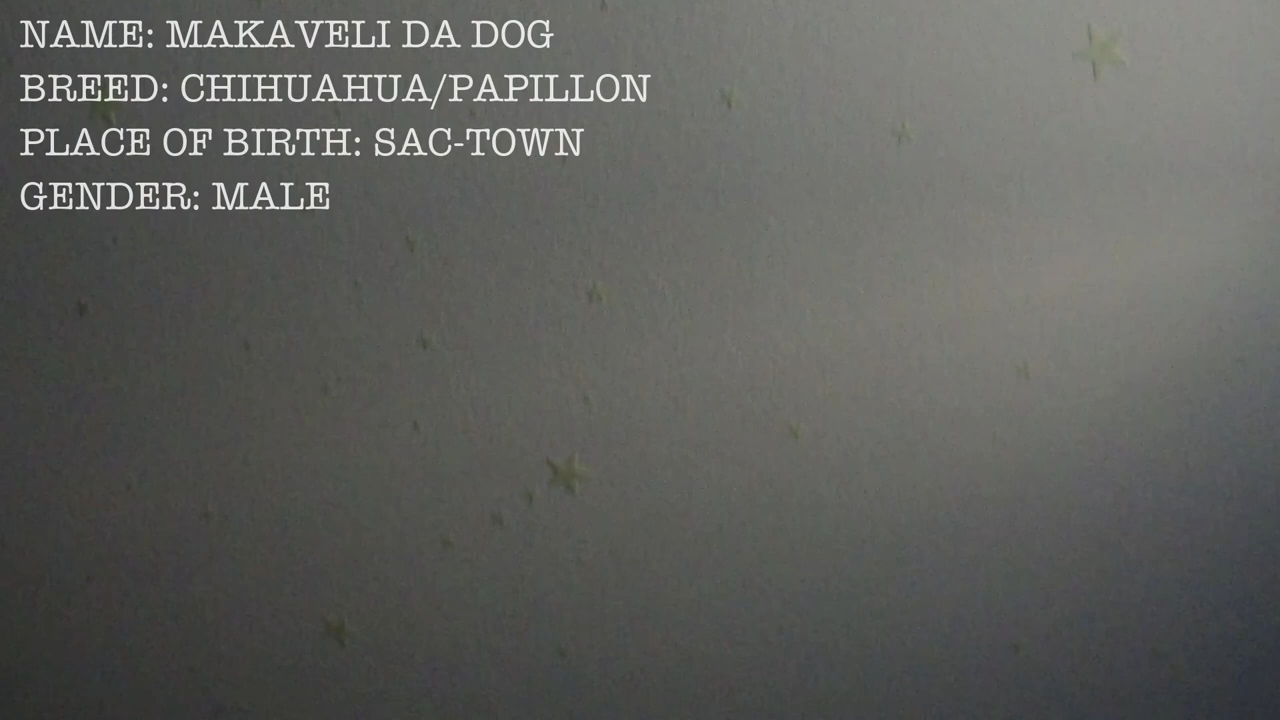 NAME: MAKAVELI DA DOG
BREED: CHIHUAHUA/PAPILLON
PLACE OF BIRTH: SAC-TOWN
GENDER: MALE